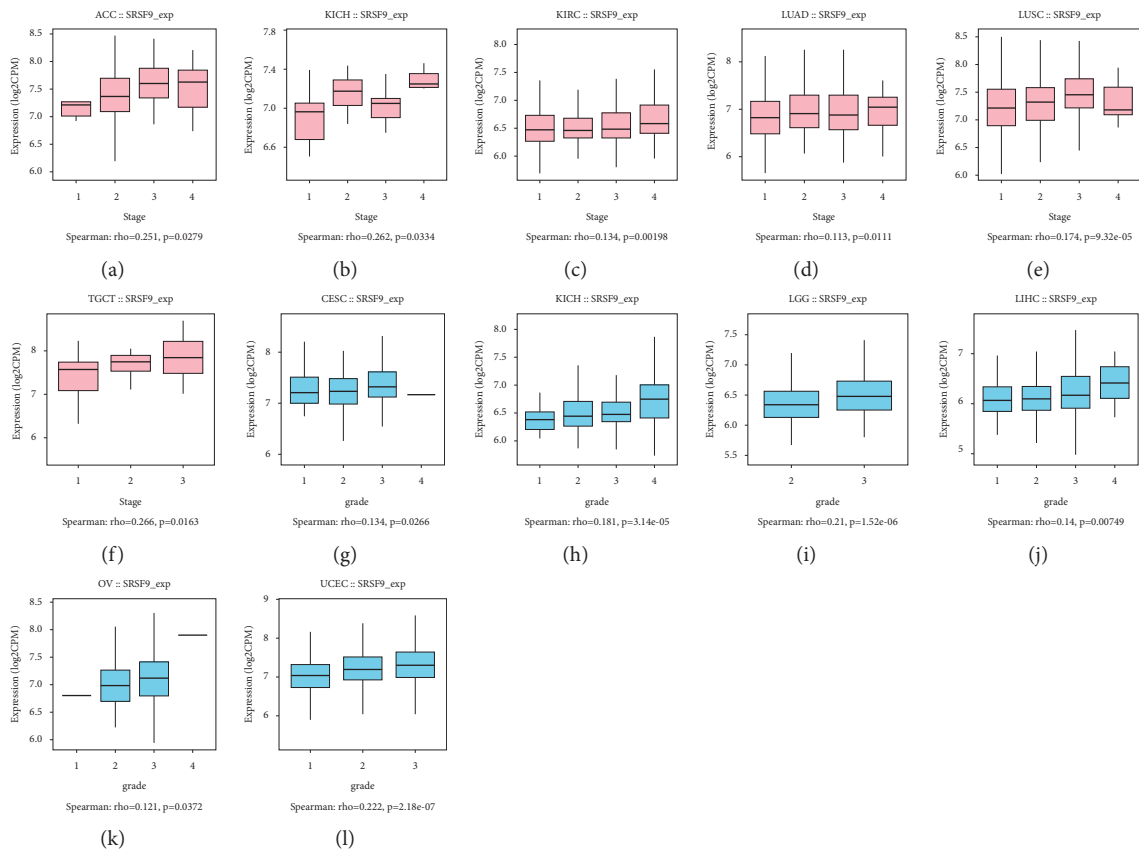 ACC :: SRSF9_exp
Expression (log2CPM)
8.5
8.0
7.5
7.0
6.0
1 2 3 4
Stage
Spearman: rho=0.251, p=0.0279
(a)
KICH :: SRSF9_exp
Expression (log2CPM)
7.8
7.4
7.0
6.6
1 2 3 4
Stage
Spearman: rho=0.262, p=0.0334
(b)
KIRC :: SRSF9_exp
Expression (log2CPM)
8.0
7.5
7.0
6.5
6.0
1 2 3 4
Stage
Spearman: rho=0.134, p=0.00198
(c)
LUAD :: SRSF9_exp
Expression (log2CPM)
8
7
6
1 2 3 4
Stage
Spearman: rho=0.113, p=0.0111
(d)
LUSC :: SRSF9_exp
Expression (log2CPM)
8.5
8.0
7.5
7.0
6.0
1 2 3 4
Stage
Spearman: rho=0.174, p=9.32e-05
(e)
TGCT :: SRSF9_exp
Expression (log2CPM)
8
7
6
1 2 3
Stage
Spearman: rho=0.266, p=0.0163
(f)
CESC :: SRSF9_exp
Expression (log2CPM)
8
7
6
1 2 3 4
grade
Spearman: rho=0.134, p=0.0266
(g)
KICH :: SRSF9_exp
Expression (log2CPM)
8.0
7.5
7.0
6.5
6.0
1 2 3 4
grade
Spearman: rho=0.181, p=3.14e-05
(h)
LGG :: SRSF9_exp
Expression (log2CPM)
7.5
7.0
6.5
6.0
5.5
2 3
grade
Spearman: rho=0.21, p=1.52e-06
(i)
LIHC :: SRSF9_exp
Expression (log2CPM)
7
6
5
1 2 3 4
grade
Spearman: rho=0.14, p=0.00749
(j)
OV :: SRSF9_exp
Expression (log2CPM)
8.5
8.0
7.5
7.0
6.5
6.0
1 2 3 4
grade
Spearman: rho=0.121, p=0.0372
(k)
UCEC :: SRSF9_exp
Expression (log2CPM)
9
8
7
6
1 2 3
grade
Spearman: rho=0.222, p=2.18e-07
(l)